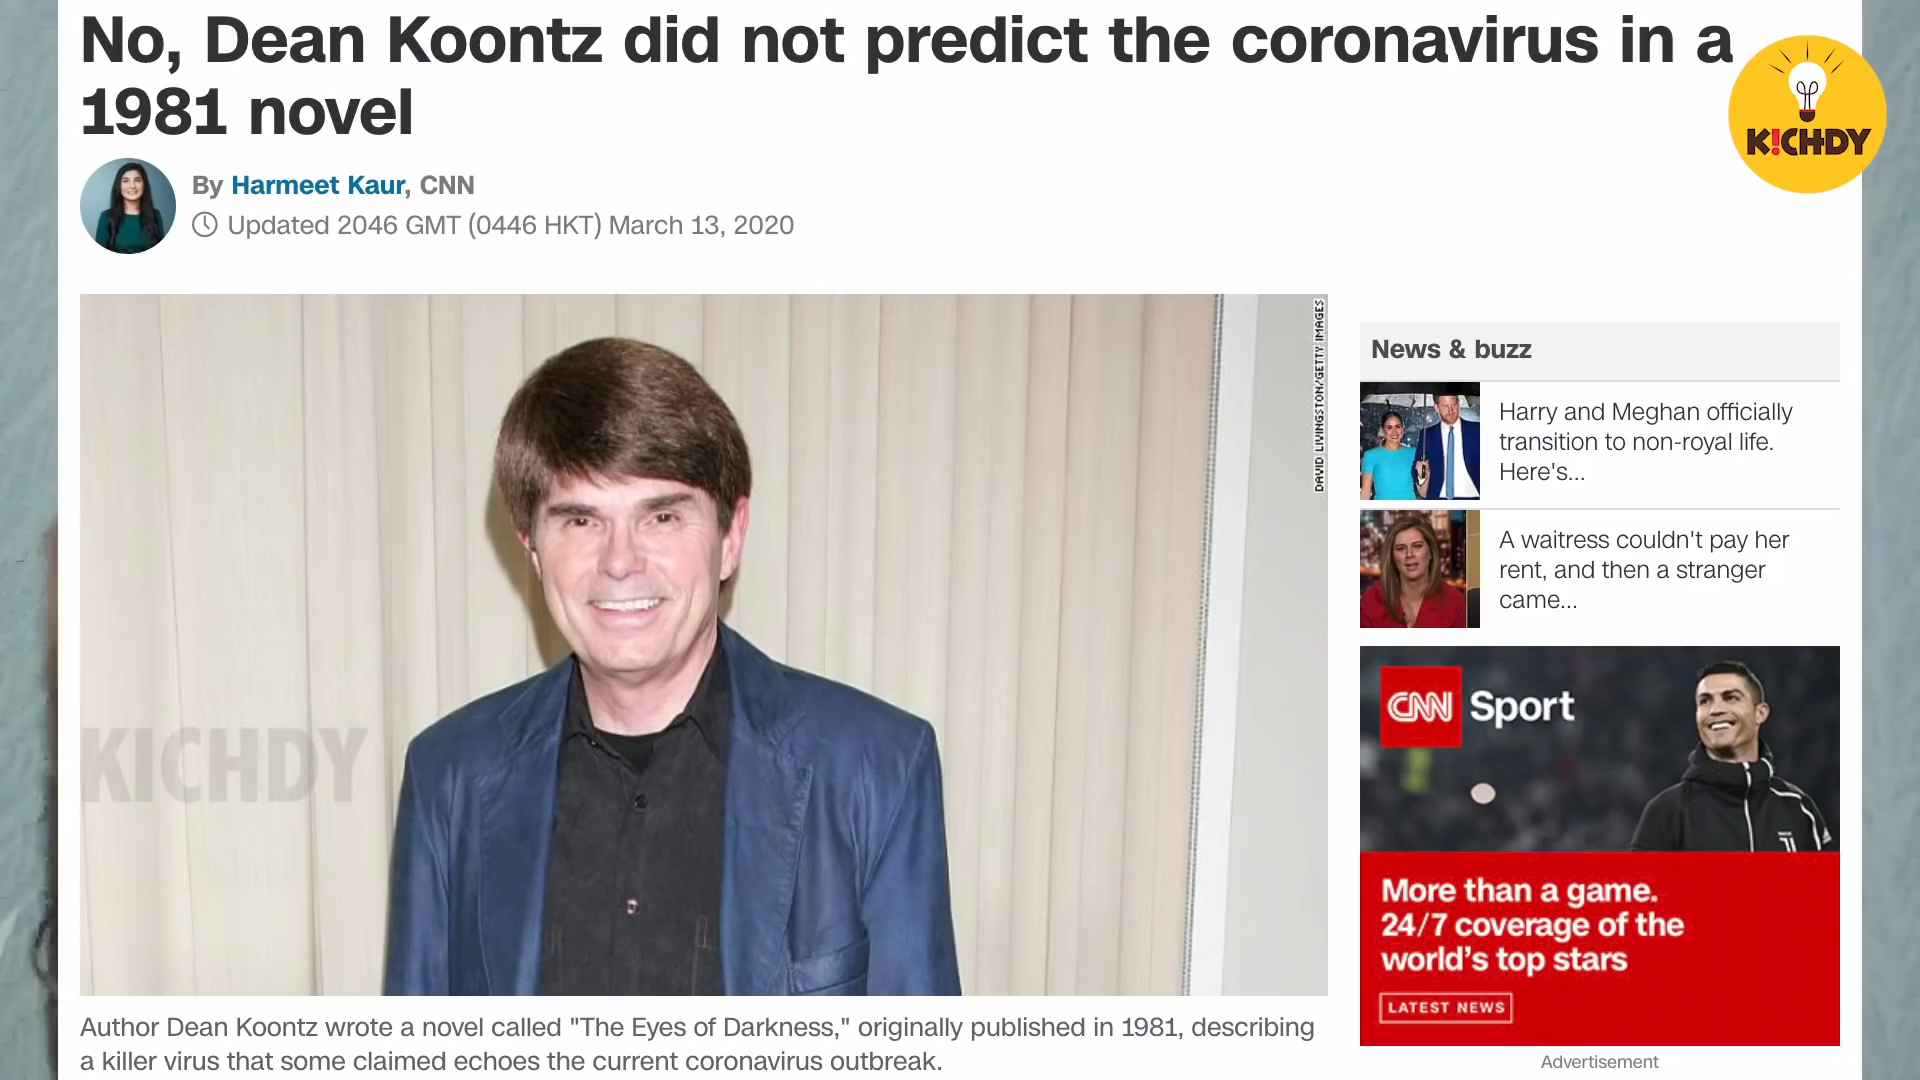 No, Dean Koontz did not predict the coronavirus in a
1981 novel
K!CHDY
By Harmeet Kaur, CNN
Updated 2046 GMT (0446 HKT) March 13, 2020
DAVID LIVINGSTON/GETTY IMAGES
KICHDY
Author Dean Koontz wrote a novel called "The Eyes of Darkness," originally published in 1981, describing
a killer virus that some claimed echoes the current coronavirus outbreak.
News & buzz
Harry and Meghan officially
transition to non-royal life.
Here's...
A waitress couldn't pay her
rent, and then a stranger
came...
CNN Sport
More than a game.
24/7 coverage of the
world's top stars
LATEST NEWS
Advertisement